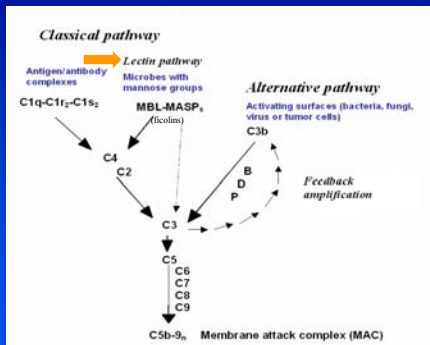 Classical pathway
Lectin pathway
Antigen/antibody
complexes
Microbes with
mannose groups
Alternative pathway
C1q-C1r₂-C1s₂
MBL-MASPs
(ficolins)
Activating surfaces (bacteria, fungi,
virus or tumor cells)
C3b
C4
C2
B
D
P
Feedback
amplification
C3
C5
C6
C7
C8
C9
C5b-9ₙ Membrane attack complex (MAC)